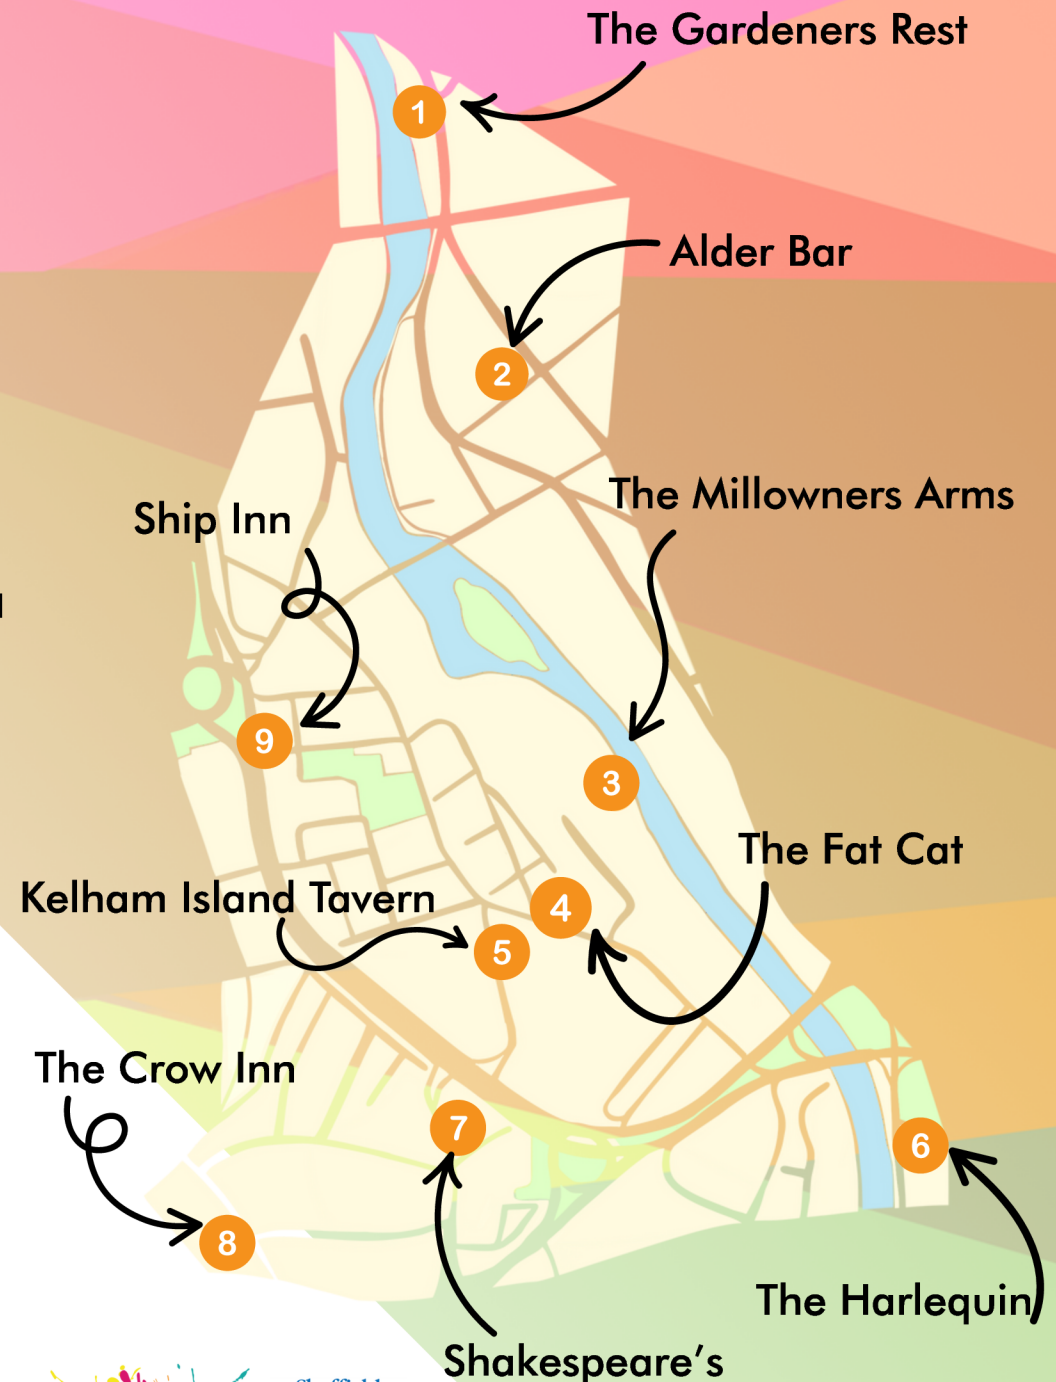 The Gardeners Rest
1
Alder Bar
2
The Millowners Arms
Ship Inn
9
3
The Fat Cat
Kelham Island Tavern
4
5
The Crow Inn
7
6
8
The Harlequin
Shakespeare's